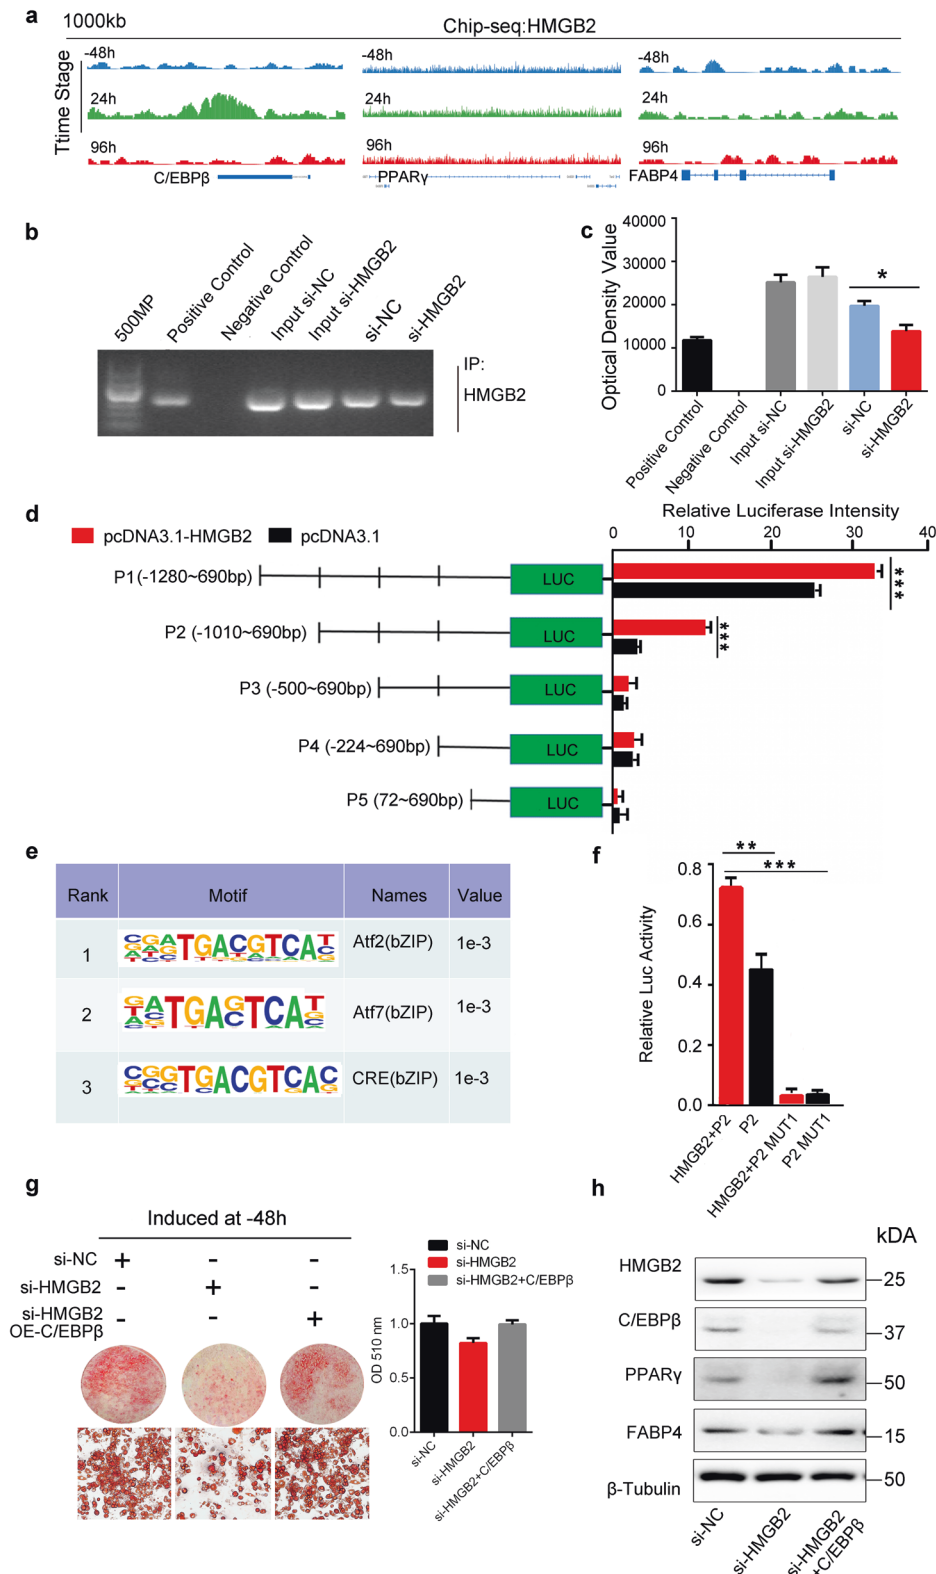 a
1000kb
Chip-seq:HMGB2
Ttime Stage
-48h
24h
96h
C/EBPβ
-48h
24h
96h
PPARγ
-48h
24h
96h
FABP4
b
500MP
Positive Control
Negative Control
Input si-NC
Input si-HMGB2
si-NC
si-HMGB2
IP:
HMGB2
c
Optical Density Value
40000
30000
20000
10000
0
*
Positive Control
Negative Control
Input si-NC
Input si-HMGB2
si-NC
si-HMGB2
d
pcDNA3.1-HMGB2
pcDNA3.1
Relative Luciferase Intensity
0 10 20 30 40
P1(-1280~690bp)
LUC
***
P2 (-1010~690bp)
LUC
***
P3 (-500~690bp)
LUC
P4 (-224~690bp)
LUC
P5 (72~690bp)
LUC
e
Rank Motif Names Value
1 Atf2(bZIP) 1e-3
2 Atf7(bZIP) 1e-3
3 CRE(bZIP) 1e-3
f
Relative Luc Activity
0.8
0.6
0.4
0.2
0.0
**
***
HMGB2+P2
P2
HMGB2+P2 MUT1
P2 MUT1
g
Induced at -48h
si-NC + - -
si-HMGB2 - + -
si-HMGB2
OE-C/EBPβ - - +
si-NC
si-HMGB2
si-HMGB2+C/EBPβ
OD 510 nm
1.5
1.0
0.5
0.0
si-NC
si-HMGB2
si-HMGB2+C/EBPβ
h
kDA
HMGB2
25
C/EBPβ
37
PPARγ
50
FABP4
15
β-Tubulin
50
si-NC
si-HMGB2
si-HMGB2
+C/EBPβ